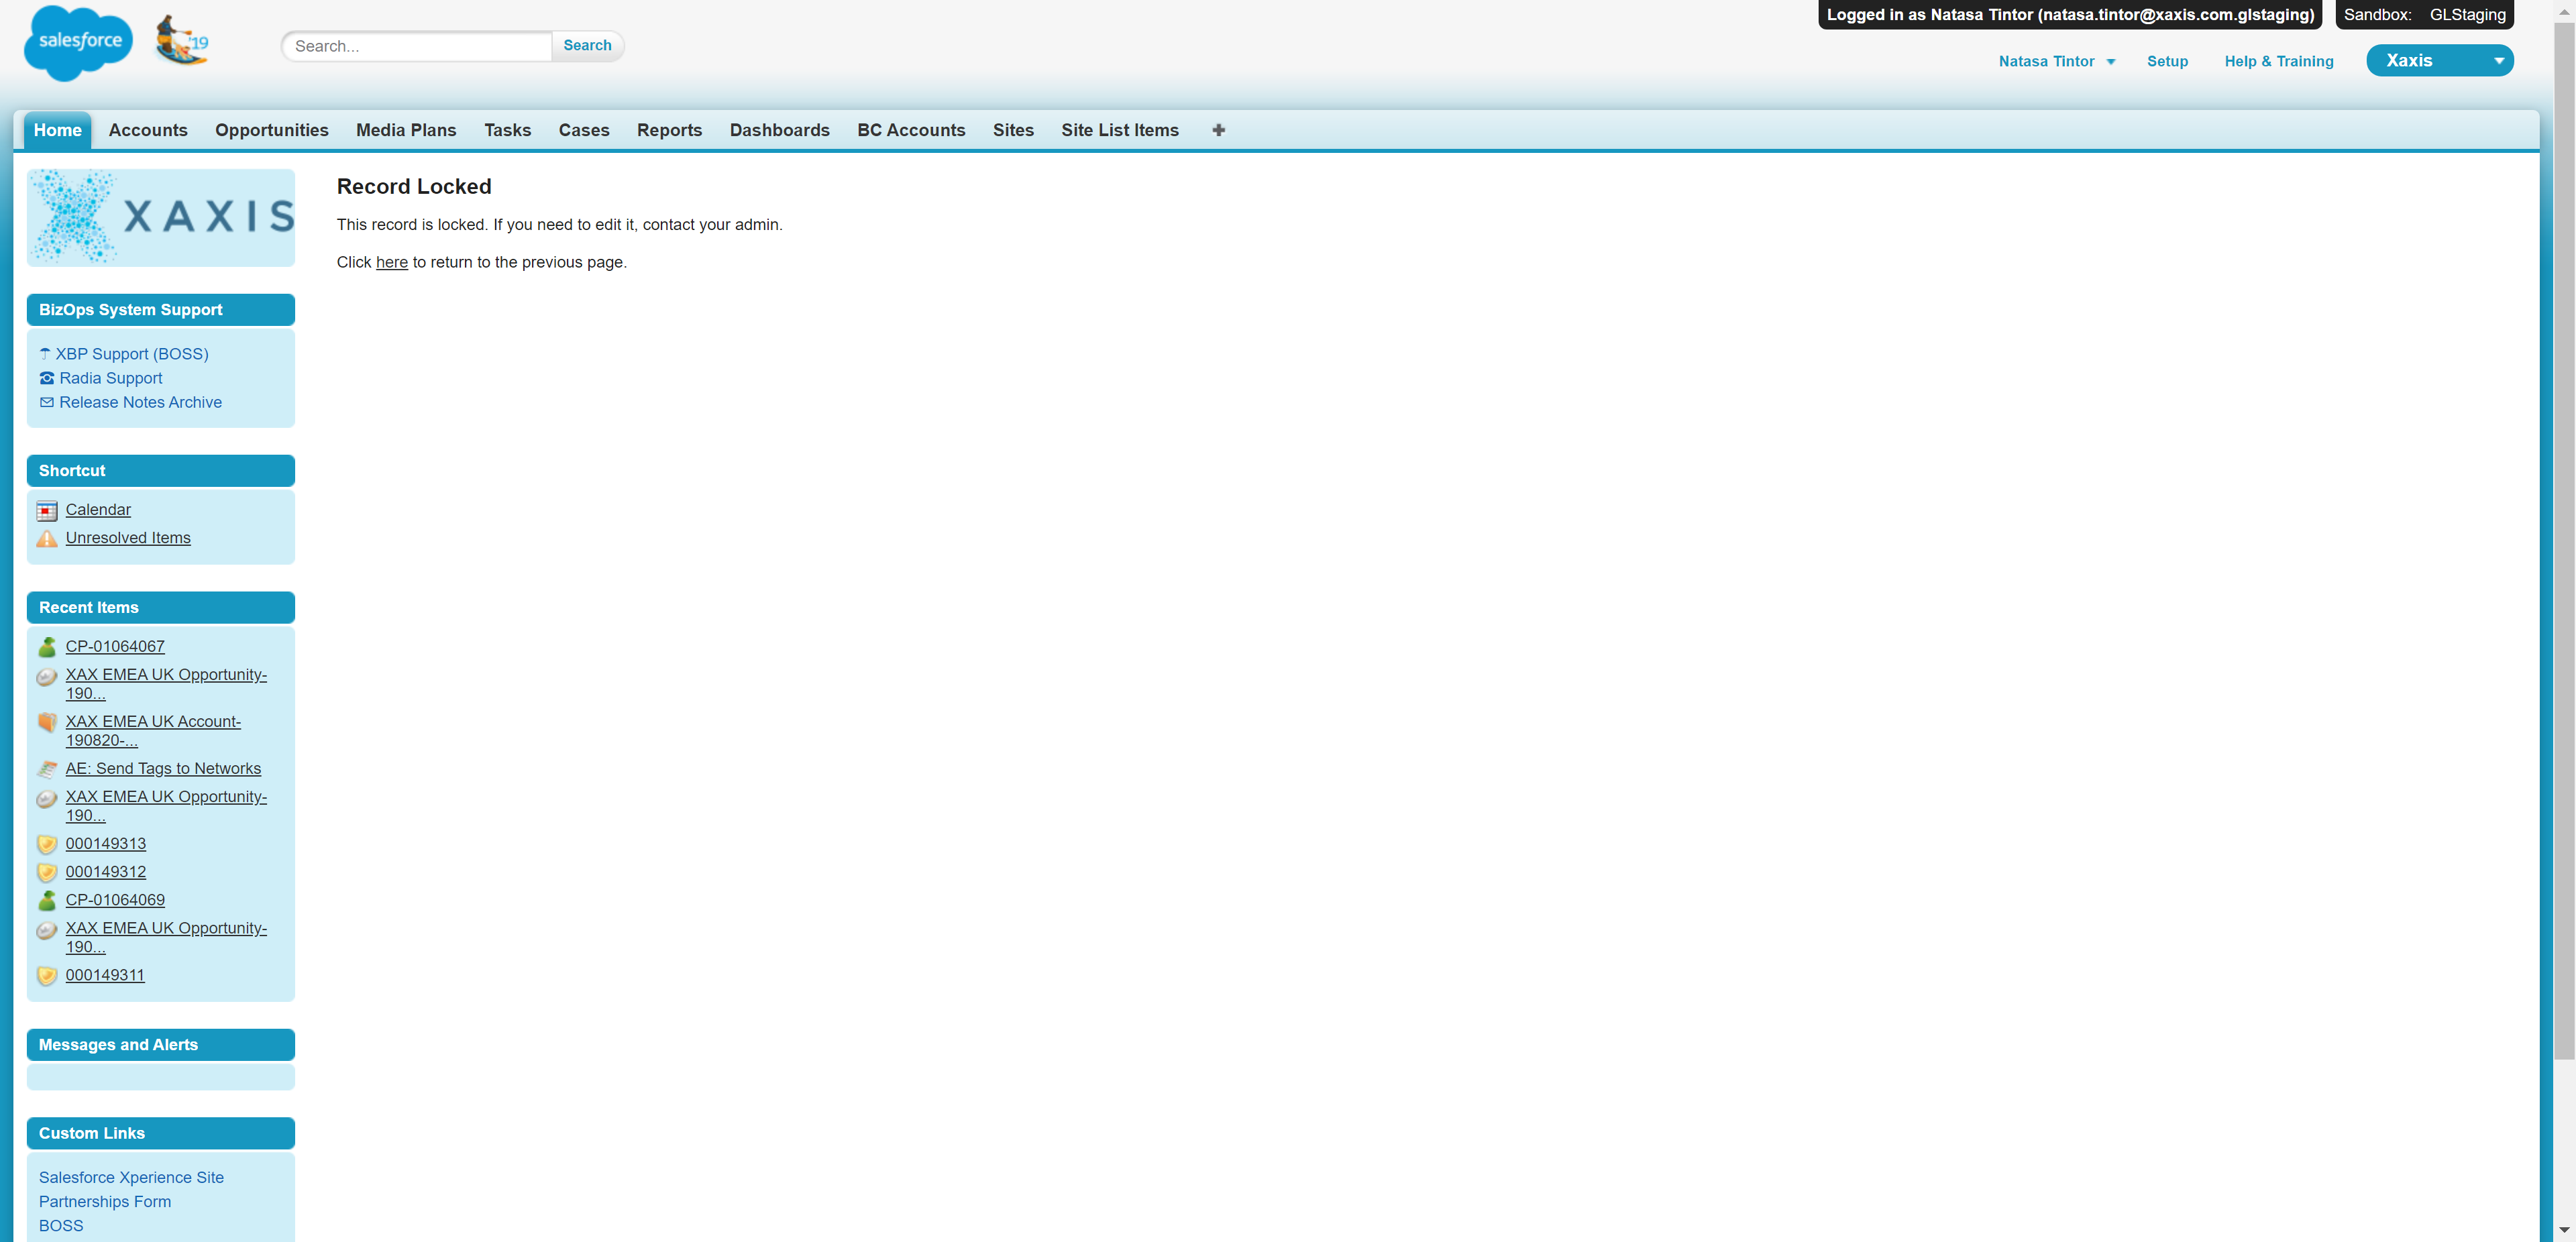 Logged in as Natasa Tintor (natasa.tintor@xaxis.com.glstaging)
Sandbox: GLStaging
salesforce
'19
Search...
Search
Natasa Tintor
Setup
Help & Training
Xaxis
Home
Accounts
Opportunities
Media Plans
Tasks
Cases
Reports
Dashboards
BC Accounts
Sites
Site List Items
XAXIS
Record Locked
This record is locked. If you need to edit it, contact your admin.
Click here to return to the previous page.
BizOps System Support
XBP Support (BOSS)
Radia Support
Release Notes Archive
Shortcut
Calendar
Unresolved Items
Recent Items
CP-01064067
XAX EMEA UK Opportunity-
190...
XAX EMEA UK Account-
190820-...
AE: Send Tags to Networks
XAX EMEA UK Opportunity-
190...
000149313
000149312
CP-01064069
XAX EMEA UK Opportunity-
190...
000149311
Messages and Alerts
Custom Links
Salesforce Xperience Site
Partnerships Form
BOSS